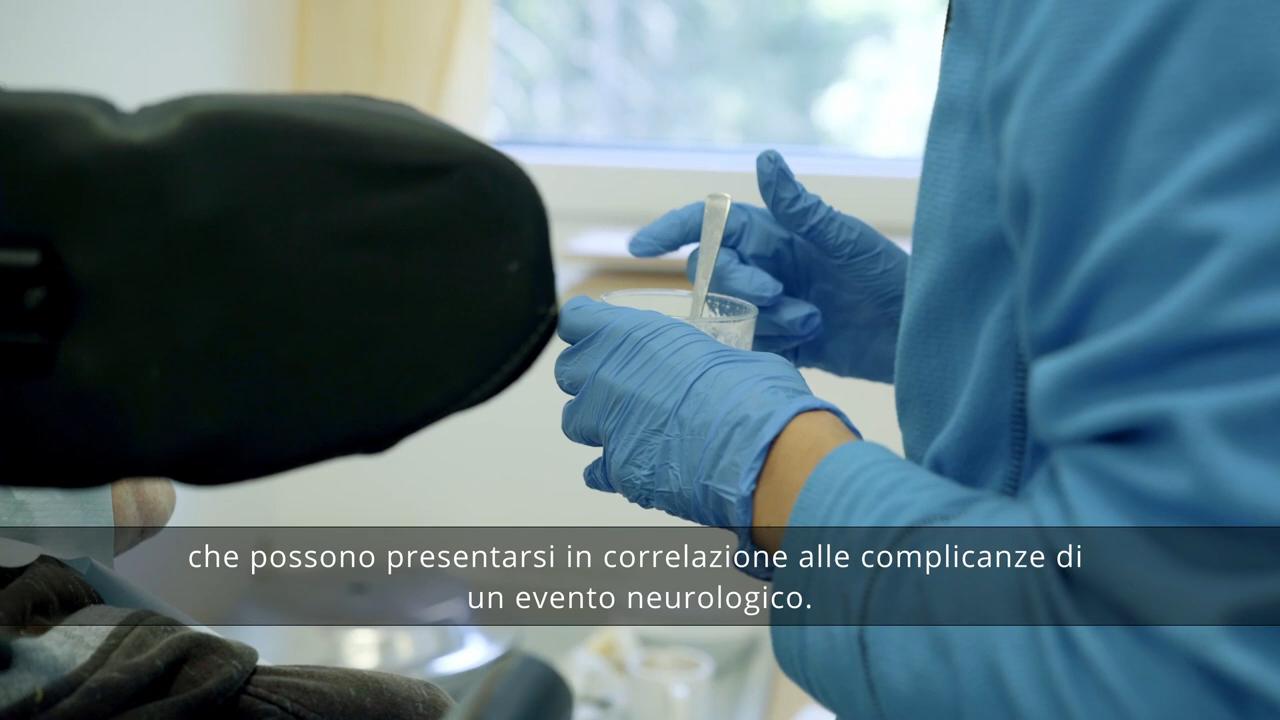 che possono presentarsi in correlazione alle complicanze di
un evento neurologico.